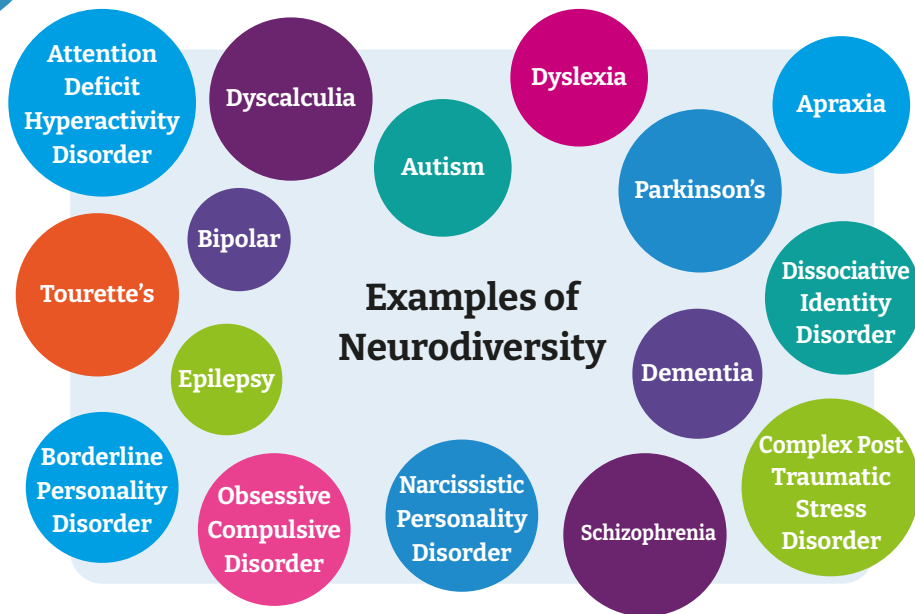 Attention
Deficit
Hyperactivity
Disorder
Dyscalculia
Autism
Dyslexia
Parkinson's
Apraxia
Bipolar
Tourette's
Examples of
Neurodiversity
Dissociative
Identity
Disorder
Epilepsy
Dementia
Borderline
Personality
Disorder
Obsessive
Compulsive
Disorder
Narcissistic
Personality
Disorder
Schizophrenia
Complex Post
Traumatic
Stress
Disorder